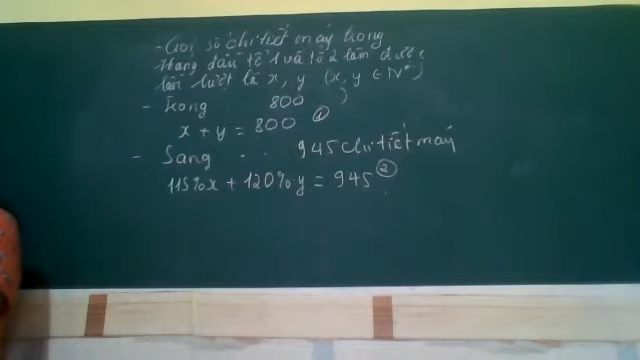 - Gọi số chi tiết máy trong
tháng đầu tổ 1 và tổ 2 làm được
lần lượt là x, y (x, y ∈ N*)
- Trong 800
x + y = 800 ①
- Sang . . . 945 chi tiết máy
115% x + 120% y = 945 ②